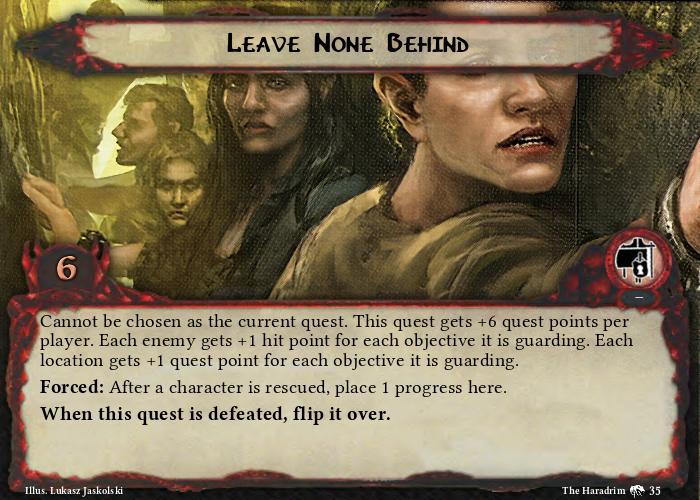 Leave None Behind
6
–
Cannot be chosen as the current quest. This quest gets +6 quest points per
player. Each enemy gets +1 hit point for each objective it is guarding. Each
location gets +1 quest point for each objective it is guarding.
Forced: After a character is rescued, place 1 progress here.
When this quest is defeated, flip it over.
Illus. Lukasz Jaskolski
The Haradrim 35